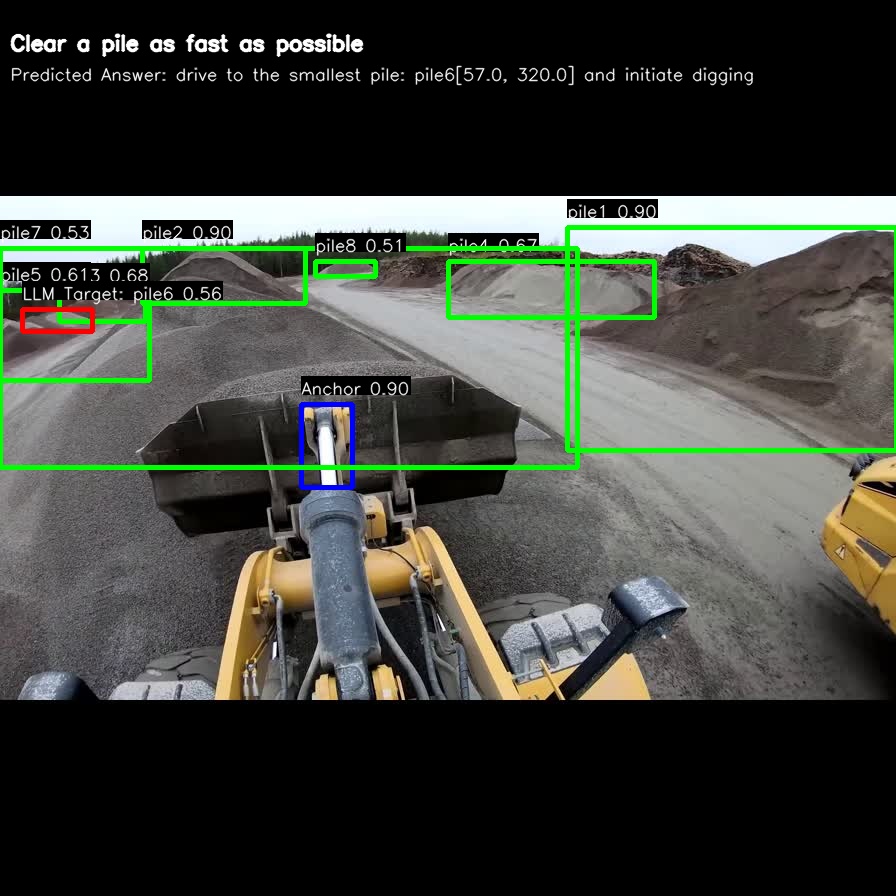 Clear a pile as fast as possible
Predicted Answer: drive to the smallest pile: pile6[57.0, 320.0] and initiate digging
pile1 0.90
pile7 0.53
pile2 0.90
pile8 0.51
pile4 0.67
pile5 0.61
3 0.68
LLM Target: pile6 0.56
Anchor 0.90